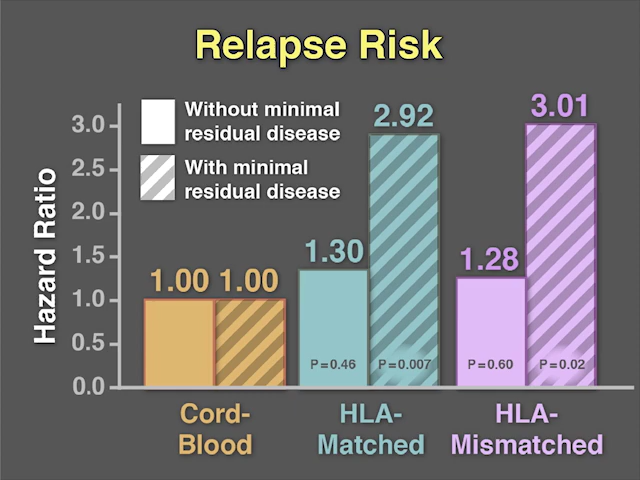 Relapse Risk
Without minimal
residual disease
With minimal
residual disease
Hazard Ratio
3.0
2.5
2.0
1.5
1.0
0.5
0.0
1.00
1.00
1.30
2.92
1.28
3.01
P=0.46
P=0.007
P=0.60
P=0.02
Cord-
Blood
HLA-
Matched
HLA-
Mismatched